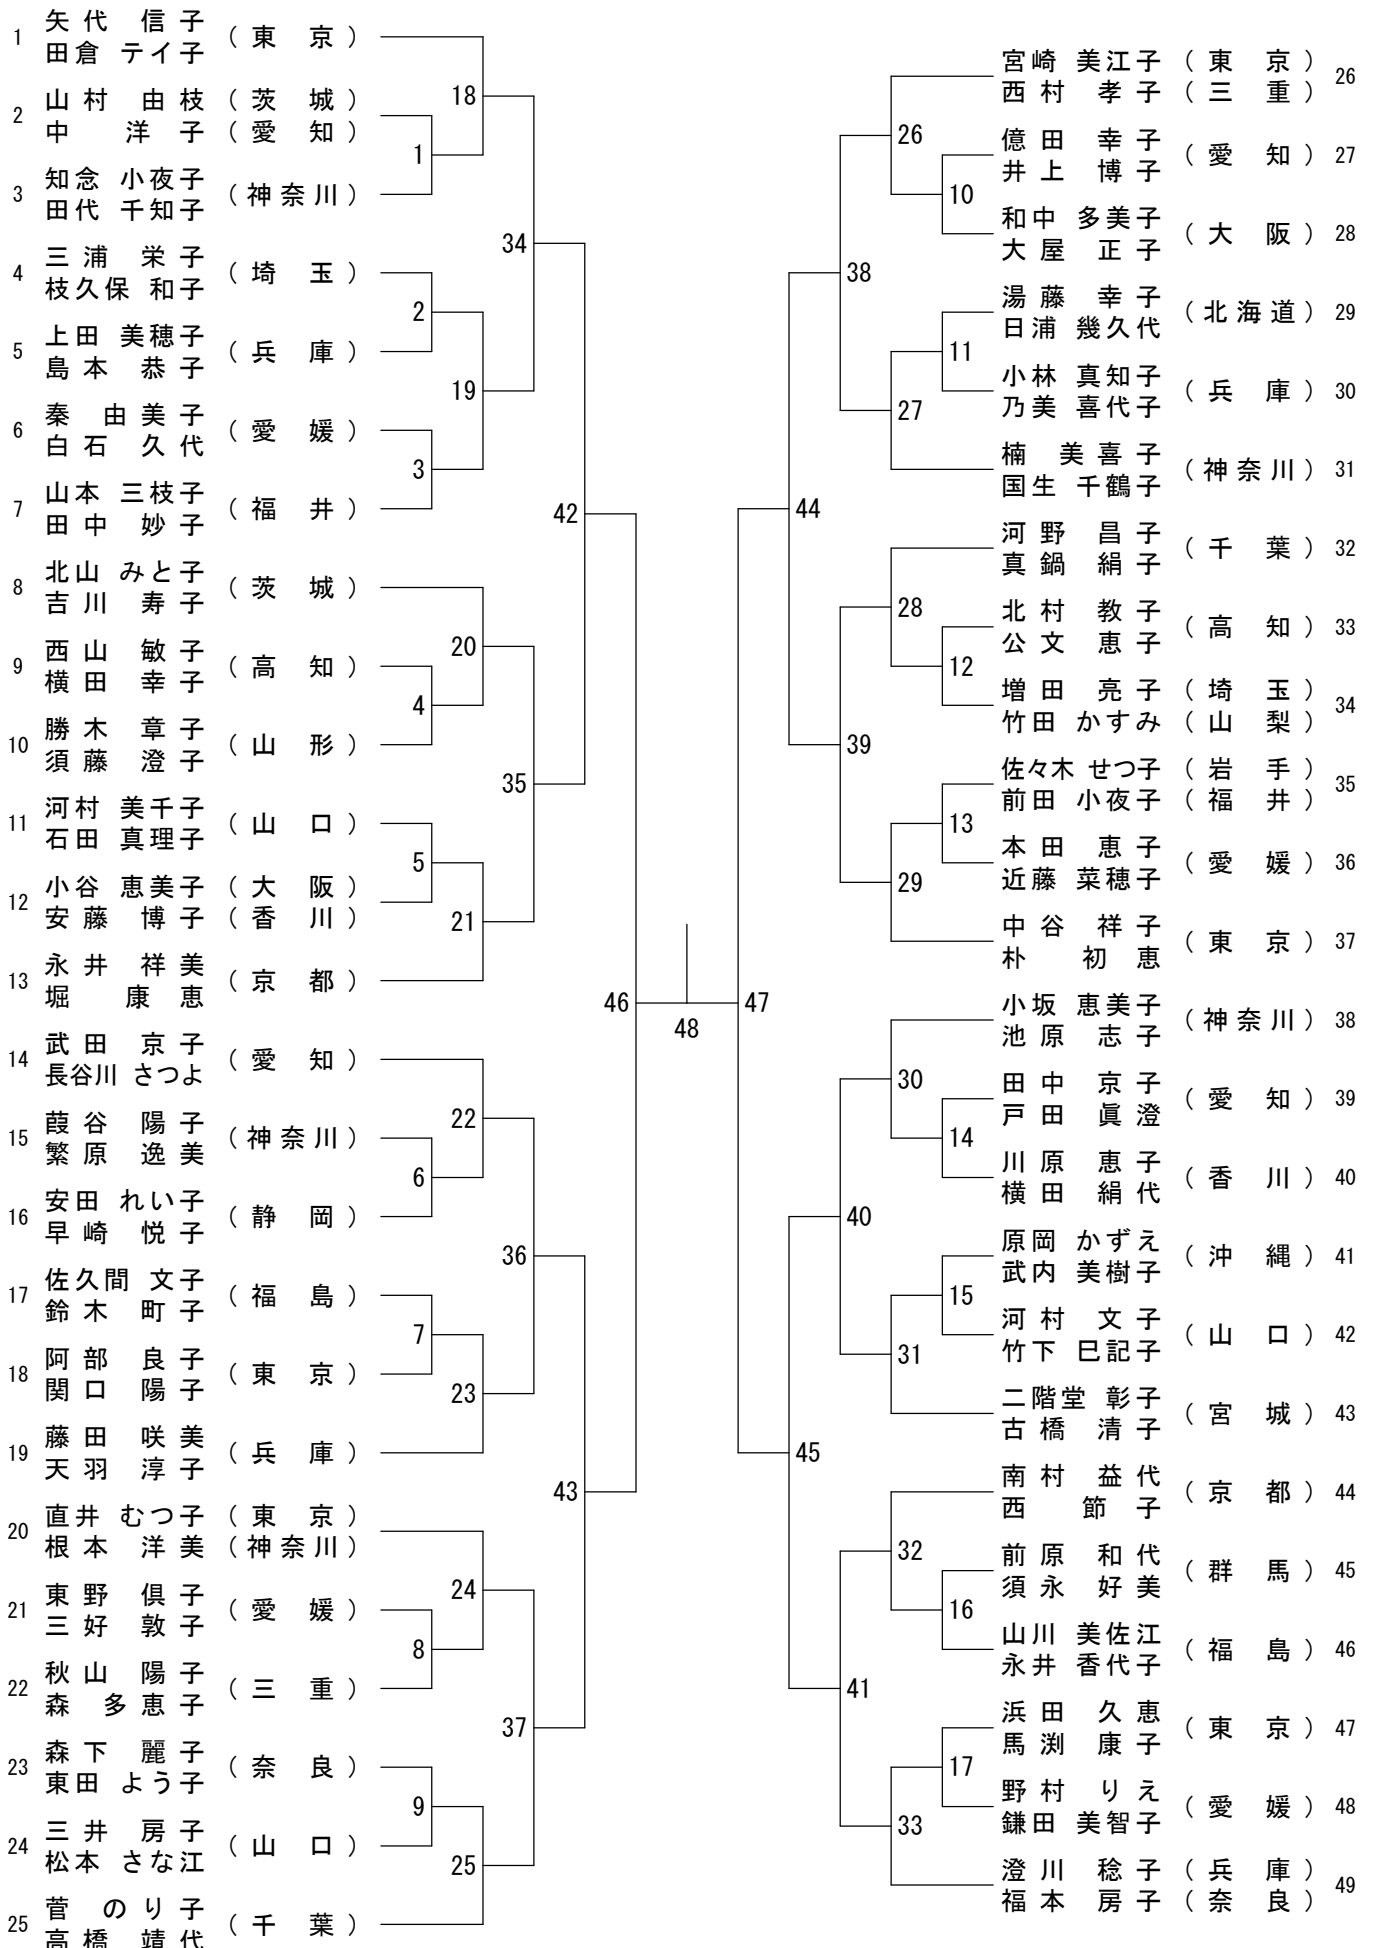 1 矢代 信子 (東京)
田倉 テイ子
2 山村 由枝 (茨城)
中 洋子 (愛知)
3 知念 小夜子 (神奈川)
田代 千知子
4 三浦 栄子 (埼玉)
枝久保 和子
5 上田 美穂子 (兵庫)
島本 恭子
6 秦 由美子 (愛媛)
白石 久代
7 山本 三枝子 (福井)
田中 妙子
8 北山 みと子 (茨城)
吉川 寿子
9 西山 敏子 (高知)
横田 幸子
10 勝木 章子 (山形)
須藤 澄子
11 河村 美千子 (山口)
石田 真理子
12 小谷 恵美子 (大阪)
安藤 博子 (香川)
13 永井 祥美 (京都)
堀 康恵
14 武田 京子 (愛知)
長谷川 さつよ
15 葭谷 陽子 (神奈川)
繁原 逸美
16 安田 れい子 (静岡)
早崎 悦子
17 佐久間 文子 (福島)
鈴木 町子
18 阿部 良子 (東京)
関口 陽子
19 藤田 咲美 (兵庫)
天羽 淳子
20 直井 むつ子 (東京)
根本 洋美 (神奈川)
21 東野 倶子 (愛媛)
三好 敦子
22 秋山 陽子 (三重)
森 多恵子
23 森下 麗子 (奈良)
東田 よう子
24 三井 房子 (山口)
松本 さな江
25 菅 のり子 (千葉)
高橋 靖代
18
1
34
2
19
3
42
20
4
35
5
21
46
22
6
36
7
23
43
24
8
37
9
25
48
47
26
10
38
11
27
44
28
12
39
13
29
30
14
40
15
31
45
32
16
41
17
33
宮崎 美江子 (東京) 26
西村 孝子 (三重)
億田 幸子 (愛知) 27
井上 博子
和中 多美子 (大阪) 28
大屋 正子
湯藤 幸子 (北海道) 29
日浦 幾久代
小林 真知子 (兵庫) 30
乃美 喜代子
楠 美喜子 (神奈川) 31
国生 千鶴子
河野 昌子 (千葉) 32
真鍋 絹子
北村 教子 (高知) 33
公文 恵子
増田 亮子 (埼玉) 34
竹田 かすみ (山梨)
佐々木 せつ子 (岩手) 35
前田 小夜子 (福井)
本田 恵子 (愛媛) 36
近藤 菜穂子
中谷 祥子 (東京) 37
朴 初恵
小坂 恵美子 (神奈川) 38
池原 志子
田中 京子 (愛知) 39
戸田 眞澄
川原 恵子 (香川) 40
横田 絹代
原岡 かずえ (沖縄) 41
武内 美樹子
河村 文子 (山口) 42
竹下 巳記子
二階堂 彰子 (宮城) 43
古橋 清子
南村 益代 (京都) 44
西 節子
前原 和代 (群馬) 45
須永 好美
山川 美佐江 (福島) 46
永井 香代子
浜田 久恵 (東京) 47
馬渕 康子
野村 りえ (愛媛) 48
鎌田 美智子
澄川 稔子 (兵庫) 49
福本 房子 (奈良)